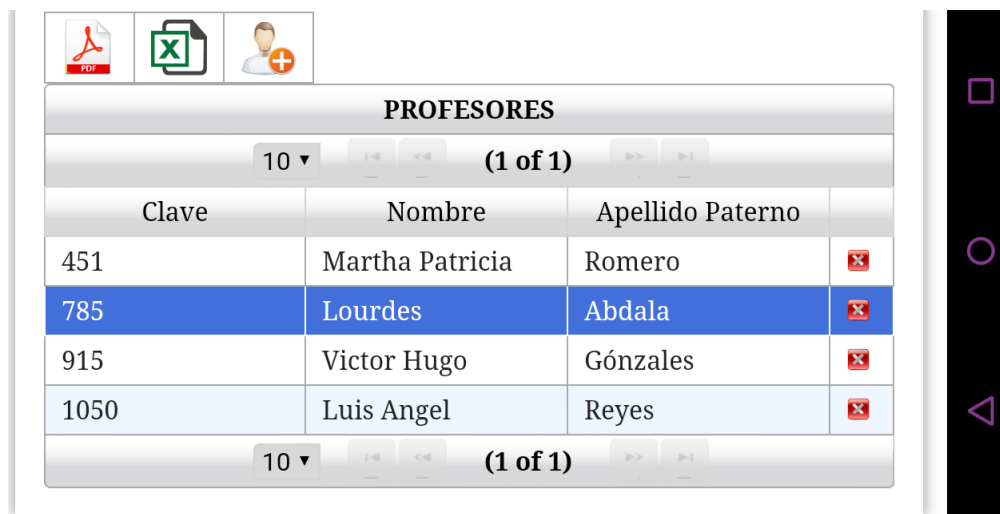 PDF
X
PROFESORES
10 (1 of 1)
Clave Nombre Apellido Paterno
451 Martha Patricia Romero
785 Lourdes Abdala
915 Victor Hugo Gónzales
1050 Luis Angel Reyes
10 (1 of 1)